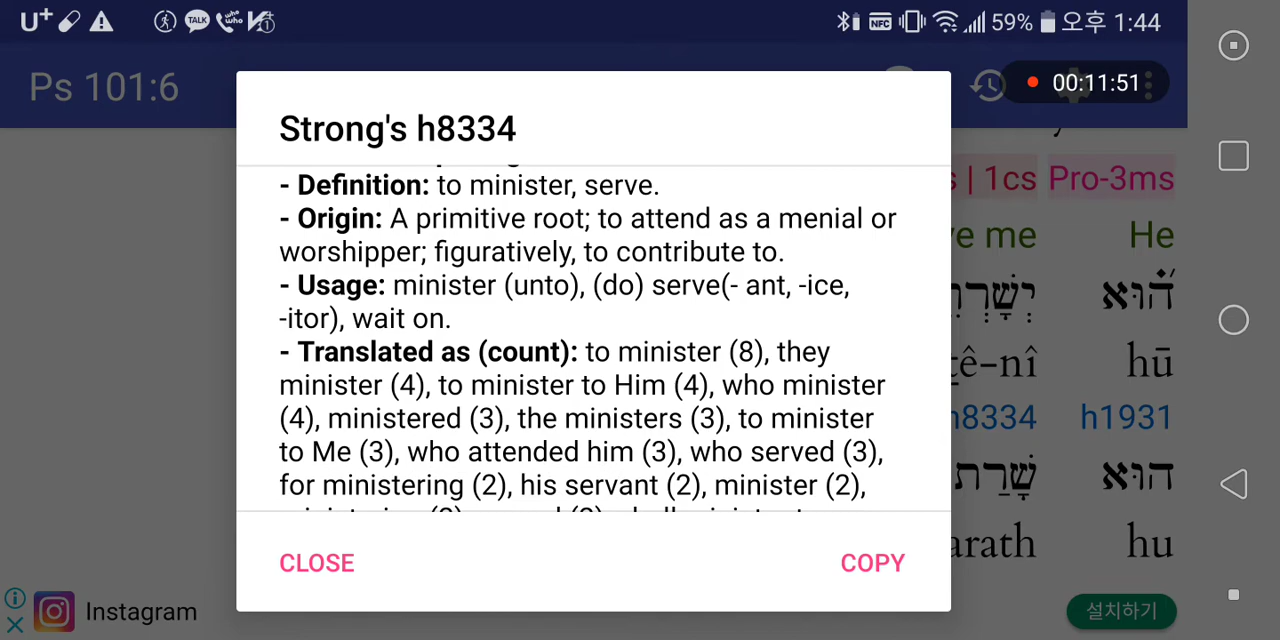 U+ TALK who who 59% 오후 1:44
NFC
Ps 101:6
00:11:51
Strong's h8334
- Definition: to minister, serve.
- Origin: A primitive root; to attend as a menial or
worshipper; figuratively, to contribute to.
- Usage: minister (unto), (do) serve(- ant, -ice,
-itor), wait on.
- Translated as (count): to minister (8), they
minister (4), to minister to Him (4), who minister
(4), ministered (3), the ministers (3), to minister
to Me (3), who attended him (3), who served (3),
for ministering (2), his servant (2), minister (2),
CLOSE COPY
| 1cs Pro-3ms
me He
הוּא
hū
h8334 h1931
שָׁרַת הוא
arath hu
Instagram
설치하기